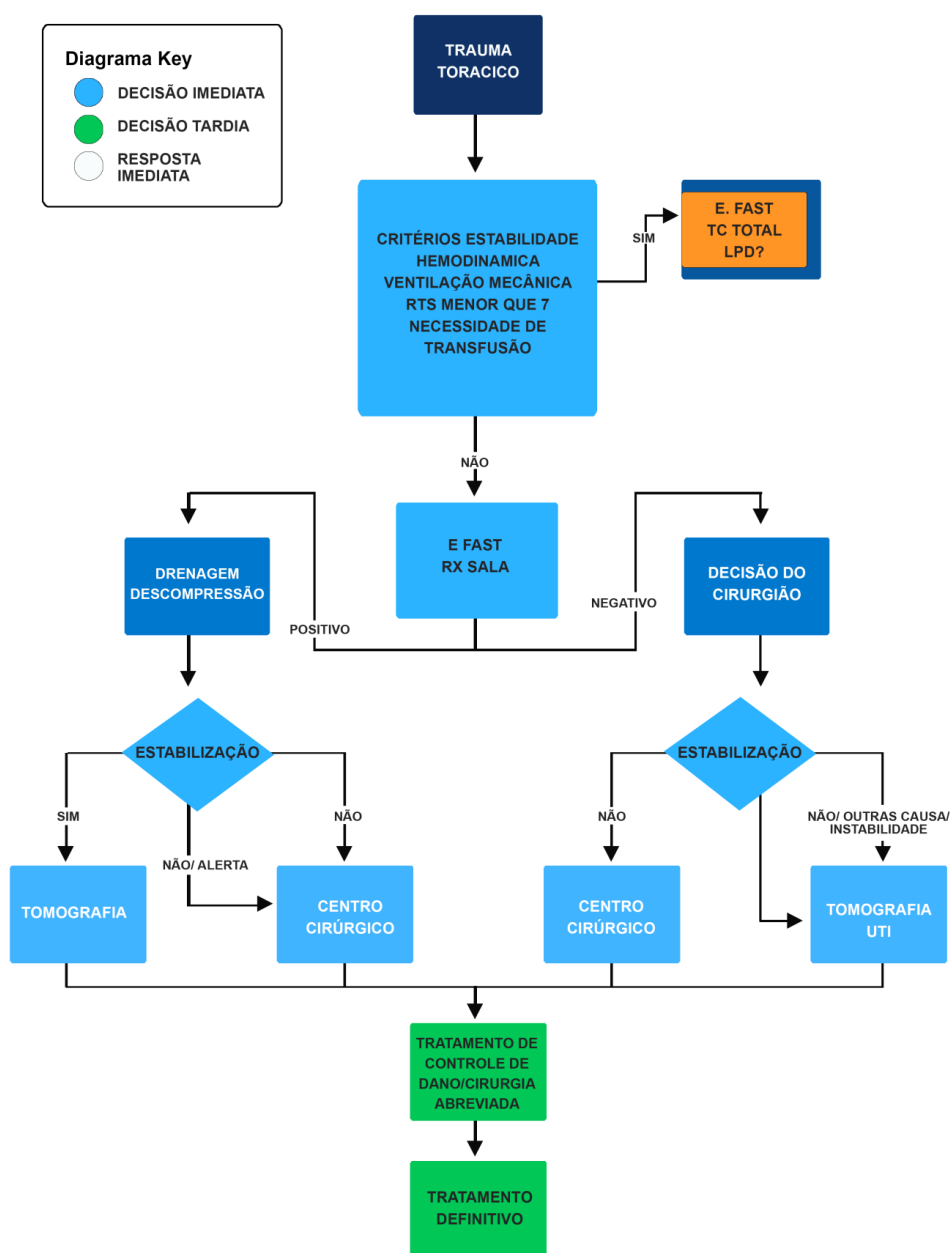 Diagrama Key
DECISÃO IMEDIATA
DECISÃO TARDIA
RESPOSTA
IMEDIATA
TRAUMA
TORACICO
CRITÉRIOS ESTABILIDADE
HEMODINAMICA
VENTILAÇÃO MECÂNICA
RTS MENOR QUE 7
NECESSIDADE DE
TRANSFUSÃO
SIM
E. FAST
TC TOTAL
LPD?
NÃO
E FAST
RX SALA
DRENAGEM
DESCOMPRESSÃO
POSITIVO
NEGATIVO
DECISÃO DO
CIRURGIÃO
ESTABILIZAÇÃO
SIM
NÃO/ ALERTA
NÃO
TOMOGRAFIA
CENTRO
CIRÚRGICO
ESTABILIZAÇÃO
NÃO
NÃO/ OUTRAS CAUSA/
INSTABILIDADE
CENTRO
CIRÚRGICO
TOMOGRAFIA
UTI
TRATAMENTO DE
CONTROLE DE
DANO/CIRURGIA
ABREVIADA
TRATAMENTO
DEFINITIVO